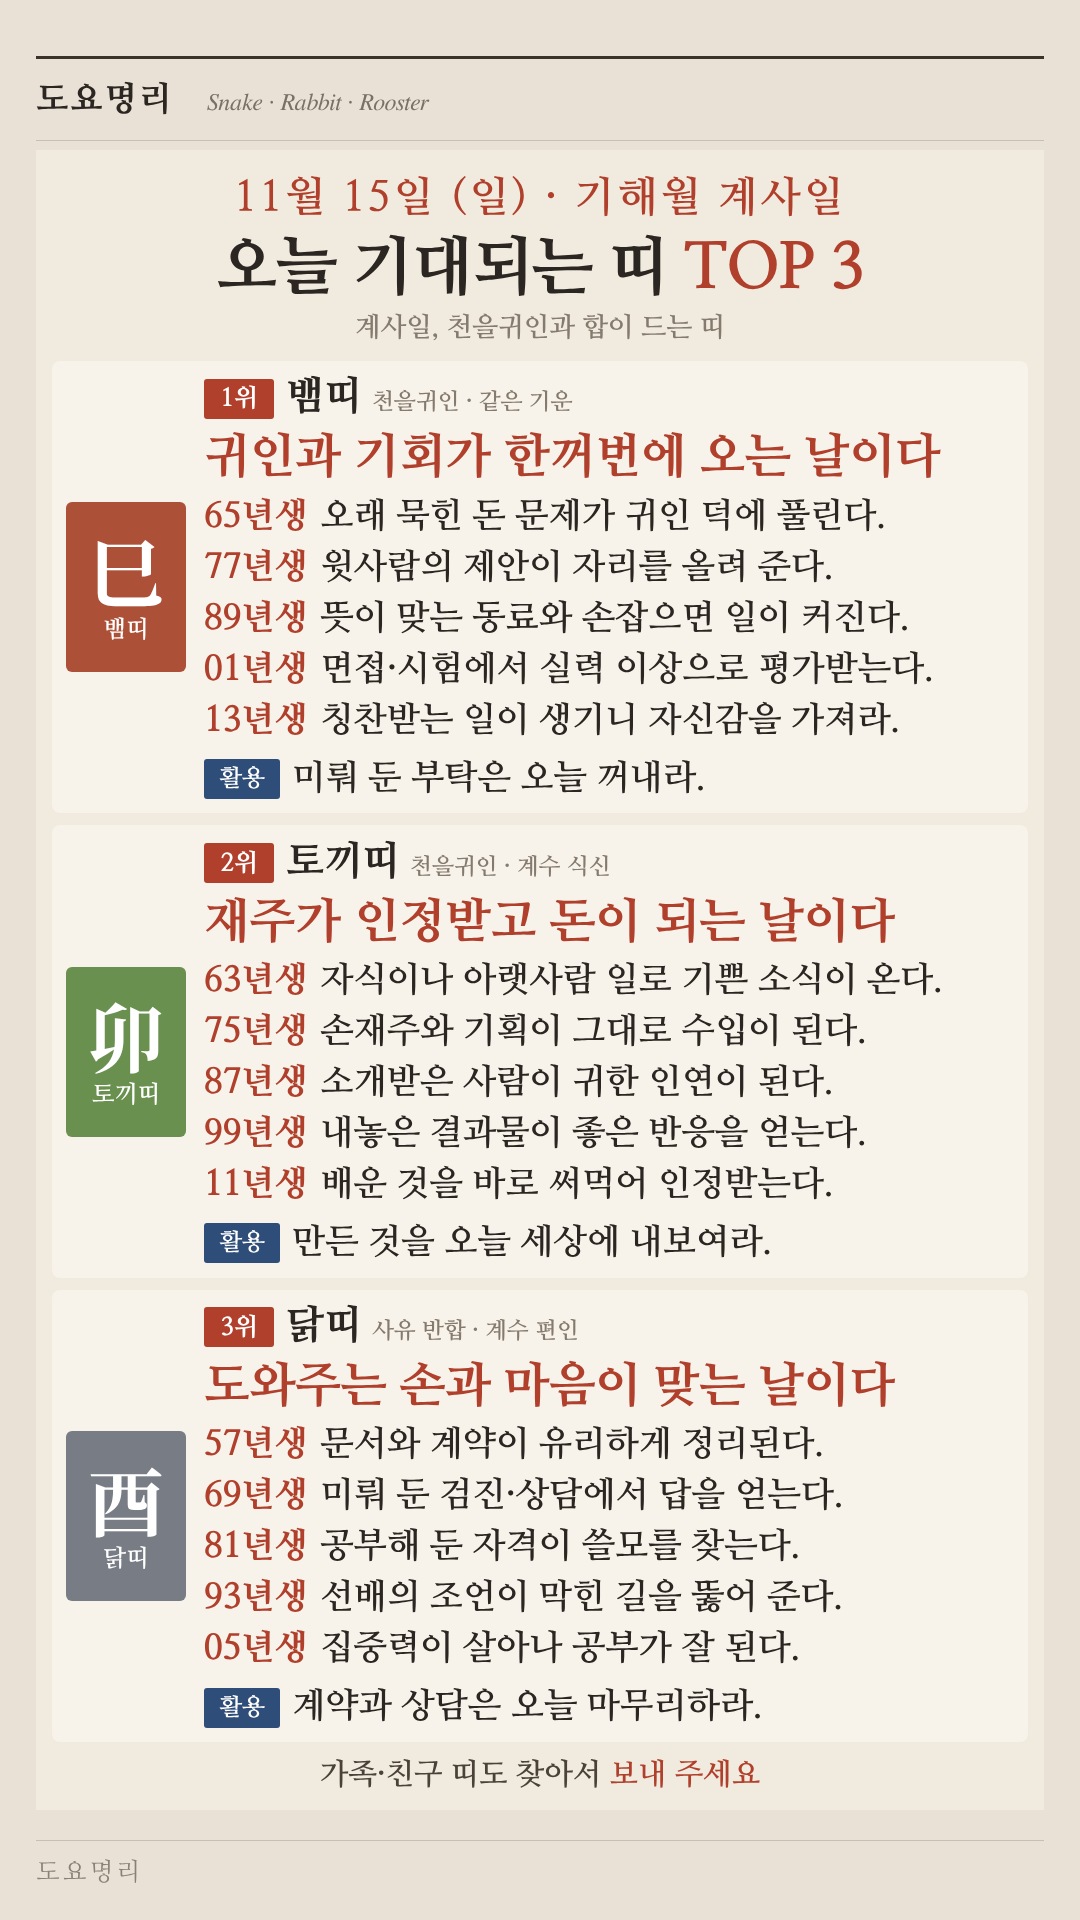 도요명리 Snake · Rabbit · Rooster
11월 15일 (일) · 기해월 계사일
오늘 기대되는 띠 TOP 3
계사일, 천을귀인과 합이 드는 띠
1위 뱀띠 천을귀인 · 같은 기운
귀인과 기회가 한꺼번에 오는 날이다
巳
뱀띠
65년생 오래 묵힌 돈 문제가 귀인 덕에 풀린다.
77년생 윗사람의 제안이 자리를 올려 준다.
89년생 뜻이 맞는 동료와 손잡으면 일이 커진다.
01년생 면접·시험에서 실력 이상으로 평가받는다.
13년생 칭찬받는 일이 생기니 자신감을 가져라.
활용 미뤄 둔 부탁은 오늘 꺼내라.
2위 토끼띠 천을귀인 · 계수 식신
재주가 인정받고 돈이 되는 날이다
卯
토끼띠
63년생 자식이나 아랫사람 일로 기쁜 소식이 온다.
75년생 손재주와 기획이 그대로 수입이 된다.
87년생 소개받은 사람이 귀한 인연이 된다.
99년생 내놓은 결과물이 좋은 반응을 얻는다.
11년생 배운 것을 바로 써먹어 인정받는다.
활용 만든 것을 오늘 세상에 내보여라.
3위 닭띠 사유 반합 · 계수 편인
도와주는 손과 마음이 맞는 날이다
酉
닭띠
57년생 문서와 계약이 유리하게 정리된다.
69년생 미뤄 둔 검진·상담에서 답을 얻는다.
81년생 공부해 둔 자격이 쓸모를 찾는다.
93년생 선배의 조언이 막힌 길을 뚫어 준다.
05년생 집중력이 살아나 공부가 잘 된다.
활용 계약과 상담은 오늘 마무리하라.
가족·친구 띠도 찾아서 보내 주세요
도요명리